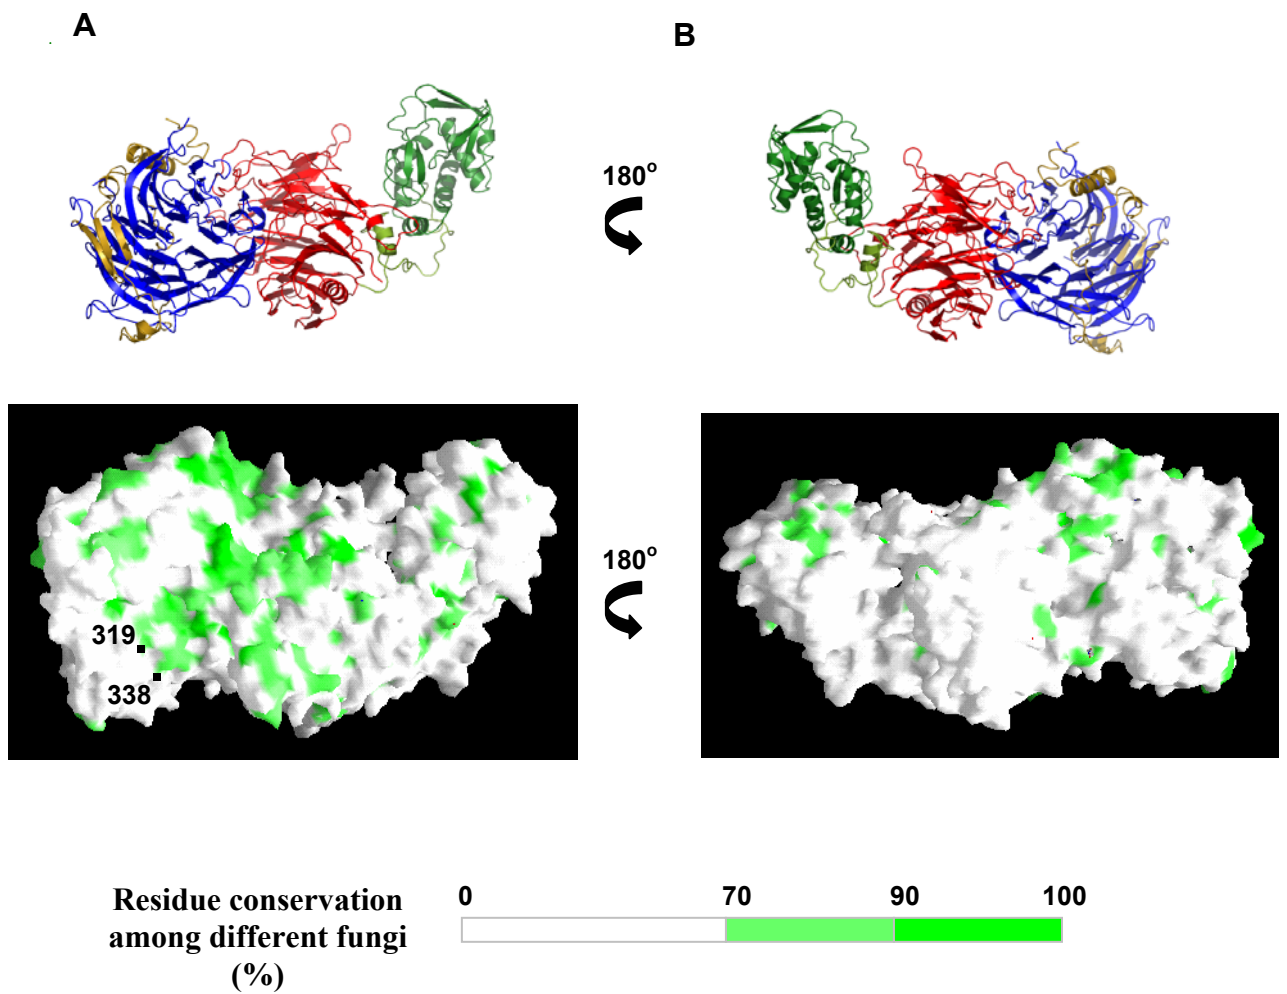 A
B
180°
319
338
180°
Residue conservation
among different fungi
(%)
0 70 90 100